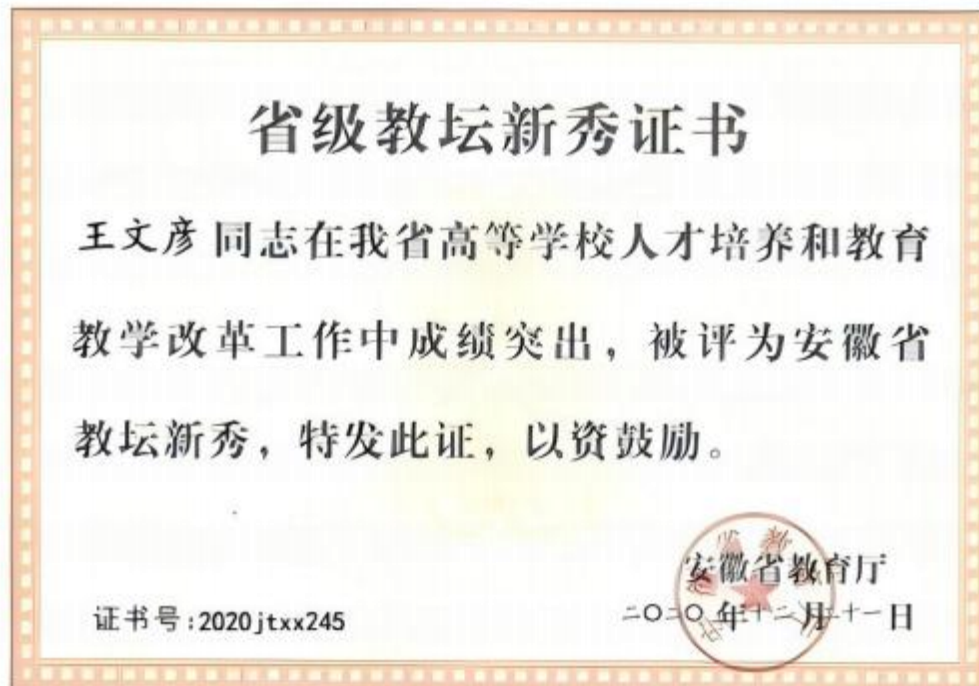 省级教坛新秀证书
王文彦 同志在我省高等学校人才培养和教育
教学改革工作中成绩突出，被评为安徽省
教坛新秀，特发此证，以资鼓励。
安徽省教育厅
证书号:2020jtxx245
二〇二〇年十二月三十一日